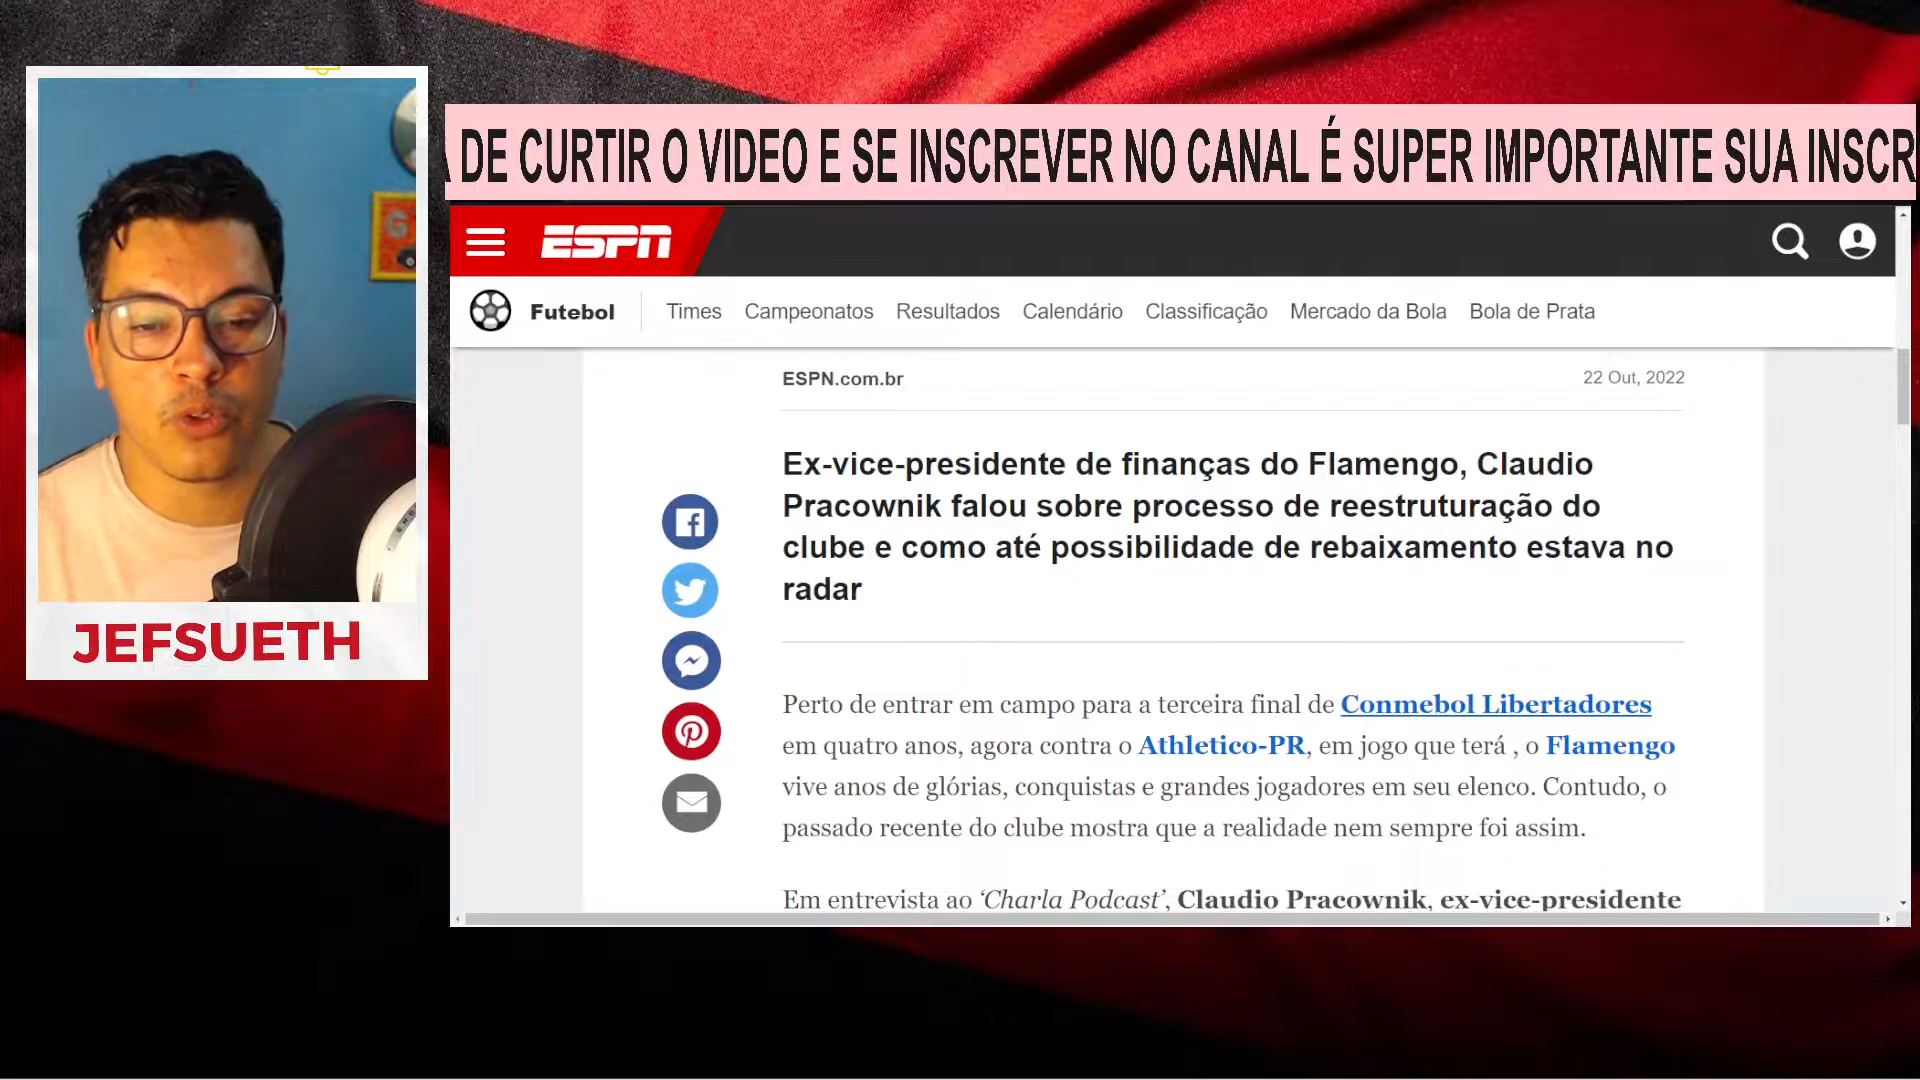 DE CURTIR O VIDEO E SE INSCREVER NO CANAL É SUPER IMPORTANTE SUA INSCR
ESPN
Futebol Times Campeonatos Resultados Calendário Classificação Mercado da Bola Bola de Prata
ESPN.com.br 22 Out, 2022
Ex-vice-presidente de finanças do Flamengo, Claudio
Pracownik falou sobre processo de reestruturação do
clube e como até possibilidade de rebaixamento estava no
radar
Perto de entrar em campo para a terceira final de Conmebol Libertadores
em quatro anos, agora contra o Athletico-PR, em jogo que terá , o Flamengo
vive anos de glórias, conquistas e grandes jogadores em seu elenco. Contudo, o
passado recente do clube mostra que a realidade nem sempre foi assim.
Em entrevista ao ‘Charla Podcast’, Claudio Pracownik, ex-vice-presidente
JEFSUETH